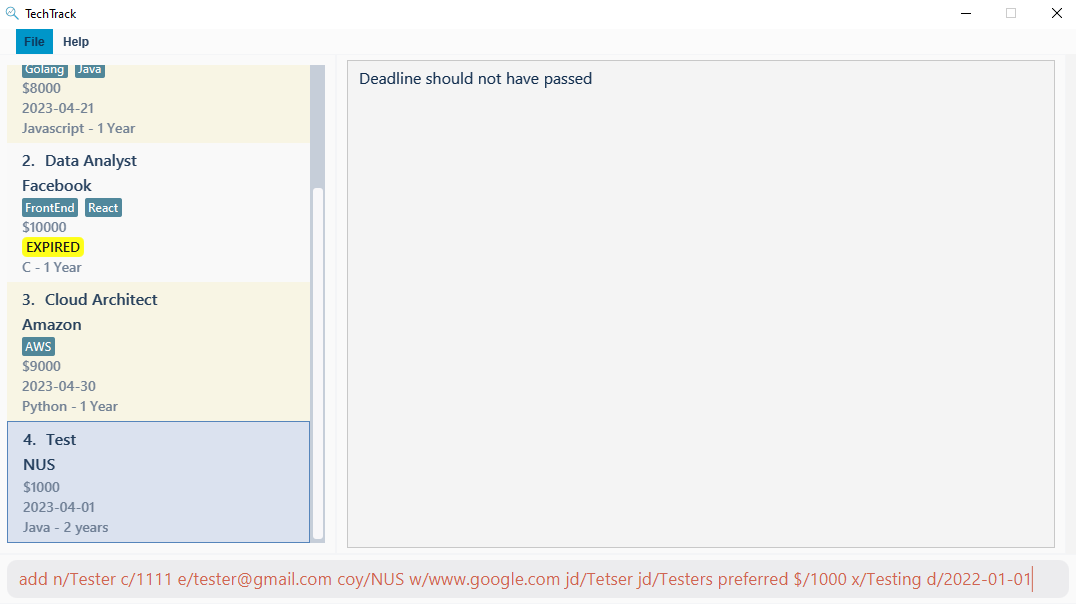 TechTrack
File Help
Golang Java
$8000
2023-04-21
Javascript - 1 Year
2. Data Analyst
Facebook
FrontEnd React
$10000
EXPIRED
C - 1 Year
3. Cloud Architect
Amazon
AWS
$9000
2023-04-30
Python - 1 Year
4. Test
NUS
$1000
2023-04-01
Java - 2 years
Deadline should not have passed
add n/Tester c/1111 e/tester@gmail.com coy/NUS w/www.google.com jd/Tetser jd/Testers preferred $/1000 x/Testing d/2022-01-01